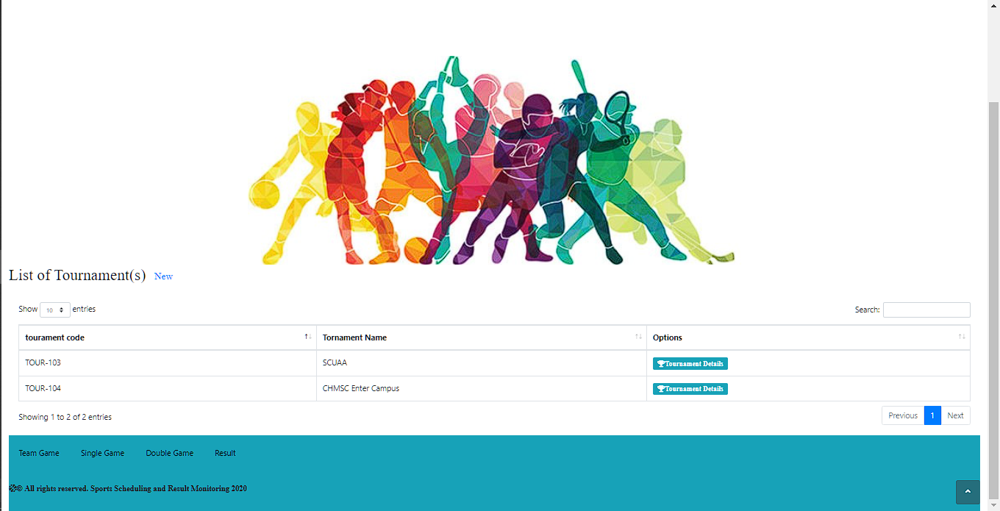 List of Tournament(s) New
Show 10 entries Search:
tourament code Tornament Name Options
TOUR-103 SCUAA Tournament Details
TOUR-104 CHMSC Enter Campus Tournament Details
Showing 1 to 2 of 2 entries Previous 1 Next
Team Game Single Game Double Game Result
© All rights reserved. Sports Scheduling and Result Monitoring 2020